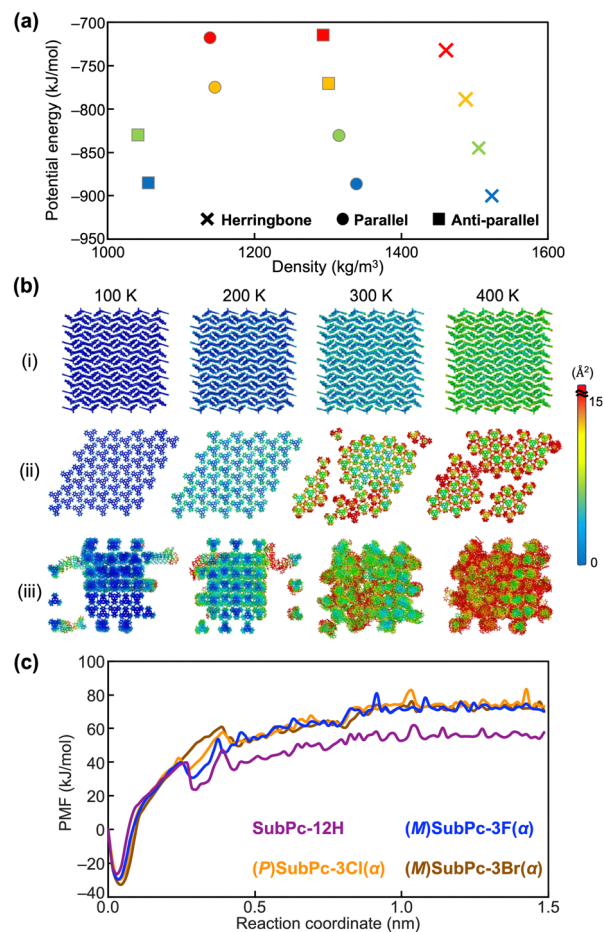 (a)
Potential energy (kJ/mol)
–700
–750
–800
–850
–900
–950
Herringbone Parallel Anti-parallel
1000 1200 1400 1600
Density (kg/m³)
(b)
100 K 200 K 300 K 400 K
(i)
(Å²)
15
(ii)
0
(iii)
(c)
PMF (kJ/mol)
100
80
60
40
20
0
–20
–40
SubPc-12H (M)SubPc-3F(α)
(P)SubPc-3Cl(α) (M)SubPc-3Br(α)
0.0 0.5 1.0 1.5
Reaction coordinate (nm)